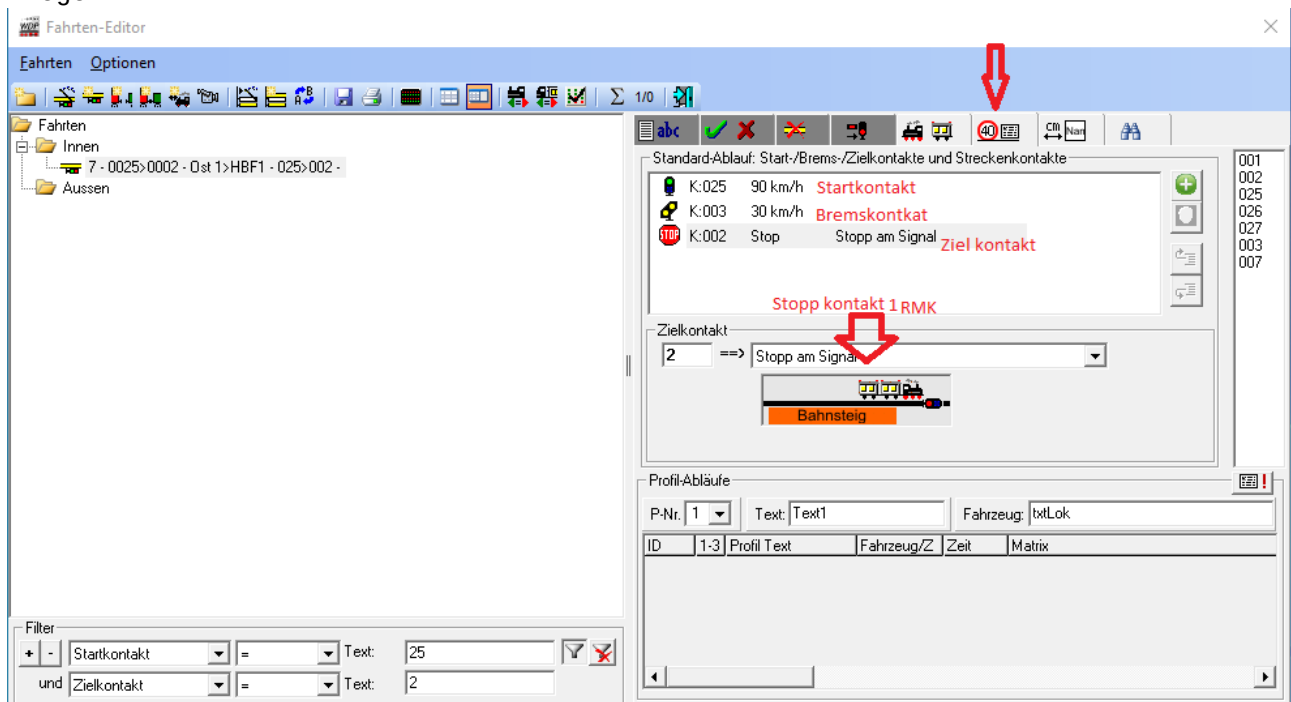 Fahrten-Editor
Fahrten Optionen
Σ 1/0
Fahrten
Innen
7 - 0025>0002 - Ost 1>HBF1 - 025>002 -
Aussen
abc 40 cm Nan
Standard-Ablauf: Start-/Brems-/Zielkontakte und Streckenkontakte
K:025 90 km/h Startkontakt
K:003 30 km/h Bremskontkat
STOP K:002 Stop Stopp am Signal Ziel kontakt
001
002
025
026
027
003
007
Stopp kontakt 1 RMK
Zielkontakt
2 ==> Stopp am Signal
Bahnsteig
Profil-Abläufe
P-Nr. 1 Text: Text1 Fahrzeug: txtLok
ID 1-3 Profil Text Fahrzeug/Z Zeit Matrix
Filter
+ - Startkontakt = Text: 25
und Zielkontakt = Text: 2